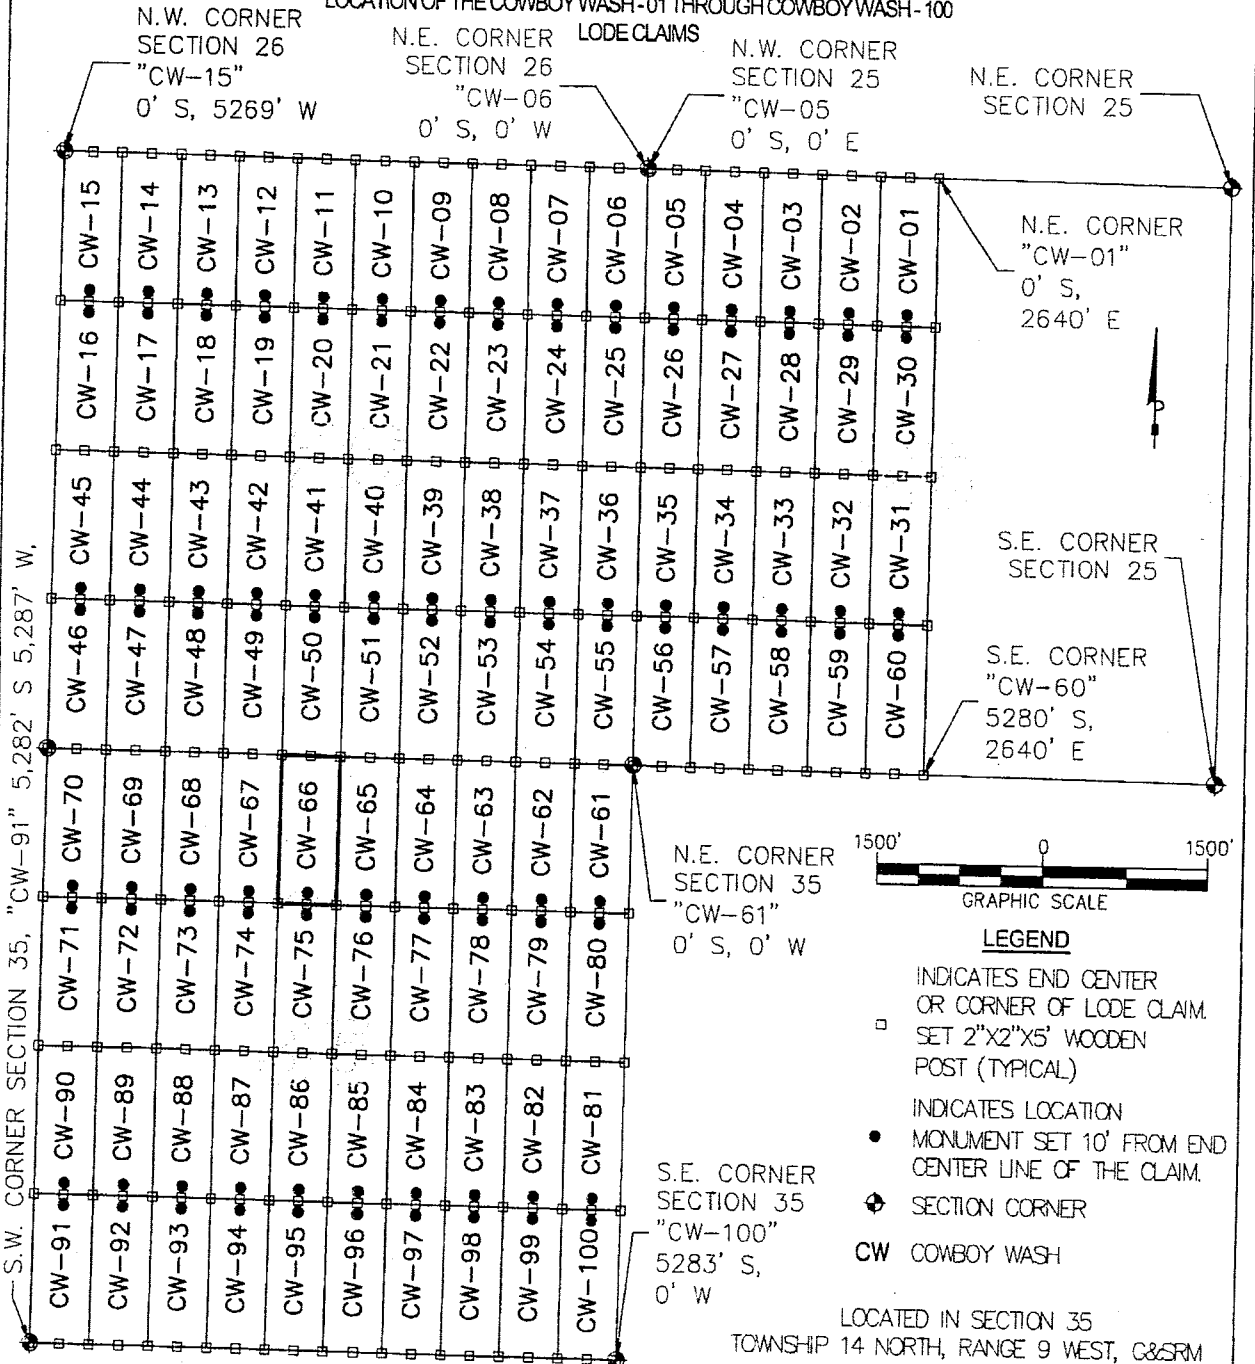 LOCATION OF THE COWBOY WASH-01 THROUGH COWBOY WASH-100
LODE CLAIMS
N.W. CORNER
SECTION 26
"CW-15"
0' S, 5269' W
N.E. CORNER
SECTION 26
"CW-06
0' S, 0' W
N.W. CORNER
SECTION 25
"CW-05
0' S, 0' E
N.E. CORNER
SECTION 25
CW-15 CW-14 CW-13 CW-12 CW-11 CW-10 CW-09 CW-08 CW-07 CW-06 CW-05 CW-04 CW-03 CW-02 CW-01
N.E. CORNER
"CW-01"
0' S,
2640' E
CW-16 CW-17 CW-18 CW-19 CW-20 CW-21 CW-22 CW-23 CW-24 CW-25 CW-26 CW-27 CW-28 CW-29 CW-30
CW-45 CW-44 CW-43 CW-42 CW-41 CW-40 CW-39 CW-38 CW-37 CW-36 CW-35 CW-34 CW-33 CW-32 CW-31
S.E. CORNER
SECTION 25
CW-46 CW-47 CW-48 CW-49 CW-50 CW-51 CW-52 CW-53 CW-54 CW-55 CW-56 CW-57 CW-58 CW-59 CW-60
S.E. CORNER
"CW-60"
5280' S,
2640' E
CW-70 CW-69 CW-68 CW-67 CW-66 CW-65 CW-64 CW-63 CW-62 CW-61
N.E. CORNER
SECTION 35
"CW-61"
0' S, 0' W
CW-71 CW-72 CW-73 CW-74 CW-75 CW-76 CW-77 CW-78 CW-79 CW-80
CW-90 CW-89 CW-88 CW-87 CW-86 CW-85 CW-84 CW-83 CW-82 CW-81
CW-91 CW-92 CW-93 CW-94 CW-95 CW-96 CW-97 CW-98 CW-99 CW-100
S.E. CORNER
SECTION 35
"CW-100"
5283' S,
0' W
S.W. CORNER SECTION 35, "CW-91" 5,282' S 5,287' W,
1500' 0 1500'
GRAPHIC SCALE
LEGEND
INDICATES END CENTER
OR CORNER OF LODE CLAIM.
SET 2"X2"X5' WOODEN
POST (TYPICAL)
INDICATES LOCATION
MONUMENT SET 10' FROM END
CENTER LINE OF THE CLAIM.
SECTION CORNER
CW COWBOY WASH
LOCATED IN SECTION 35
TOWNSHIP 14 NORTH, RANGE 9 WEST, G&SRM